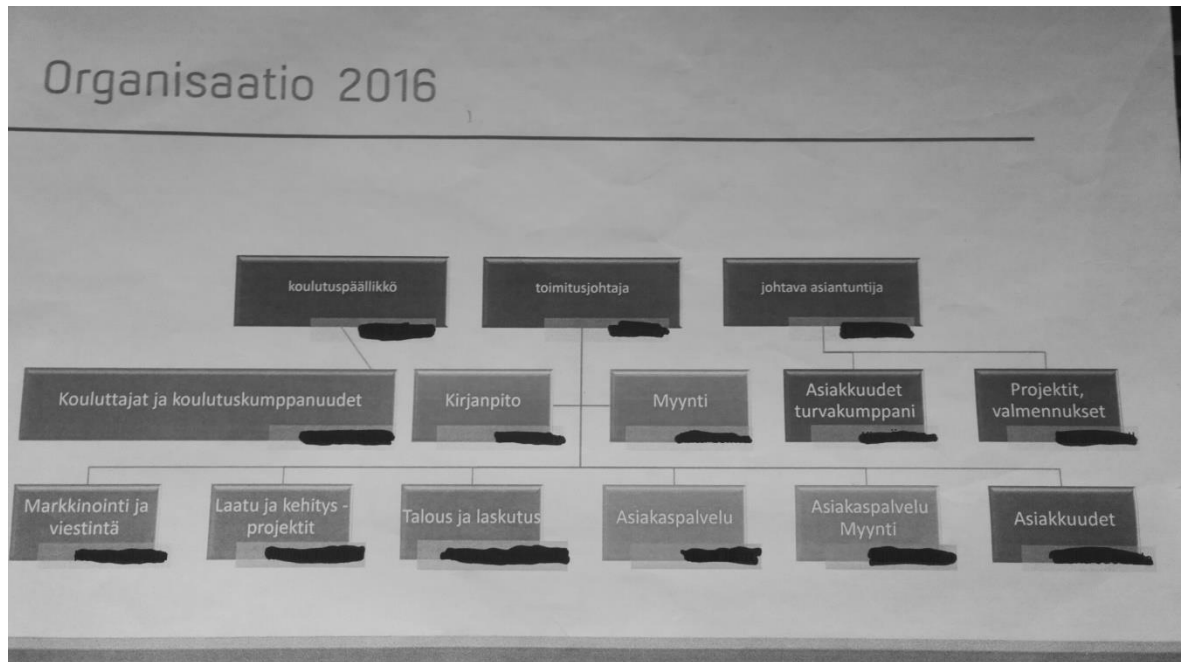 Organisaatio 2016
koulutuspäällikkö
toimitusjohtaja
johtava asiantuntija
Kouluttajat ja koulutuskumppanuudet
Kirjanpito
Myynti
Asiakkuudet
turvakumppani
Projektit,
valmennukset
Markkinointi ja
viestintä
Laatu ja kehitys -
projektit
Talous ja laskutus
Asiakaspalvelu
Asiakaspalvelu
Myynti
Asiakkuudet